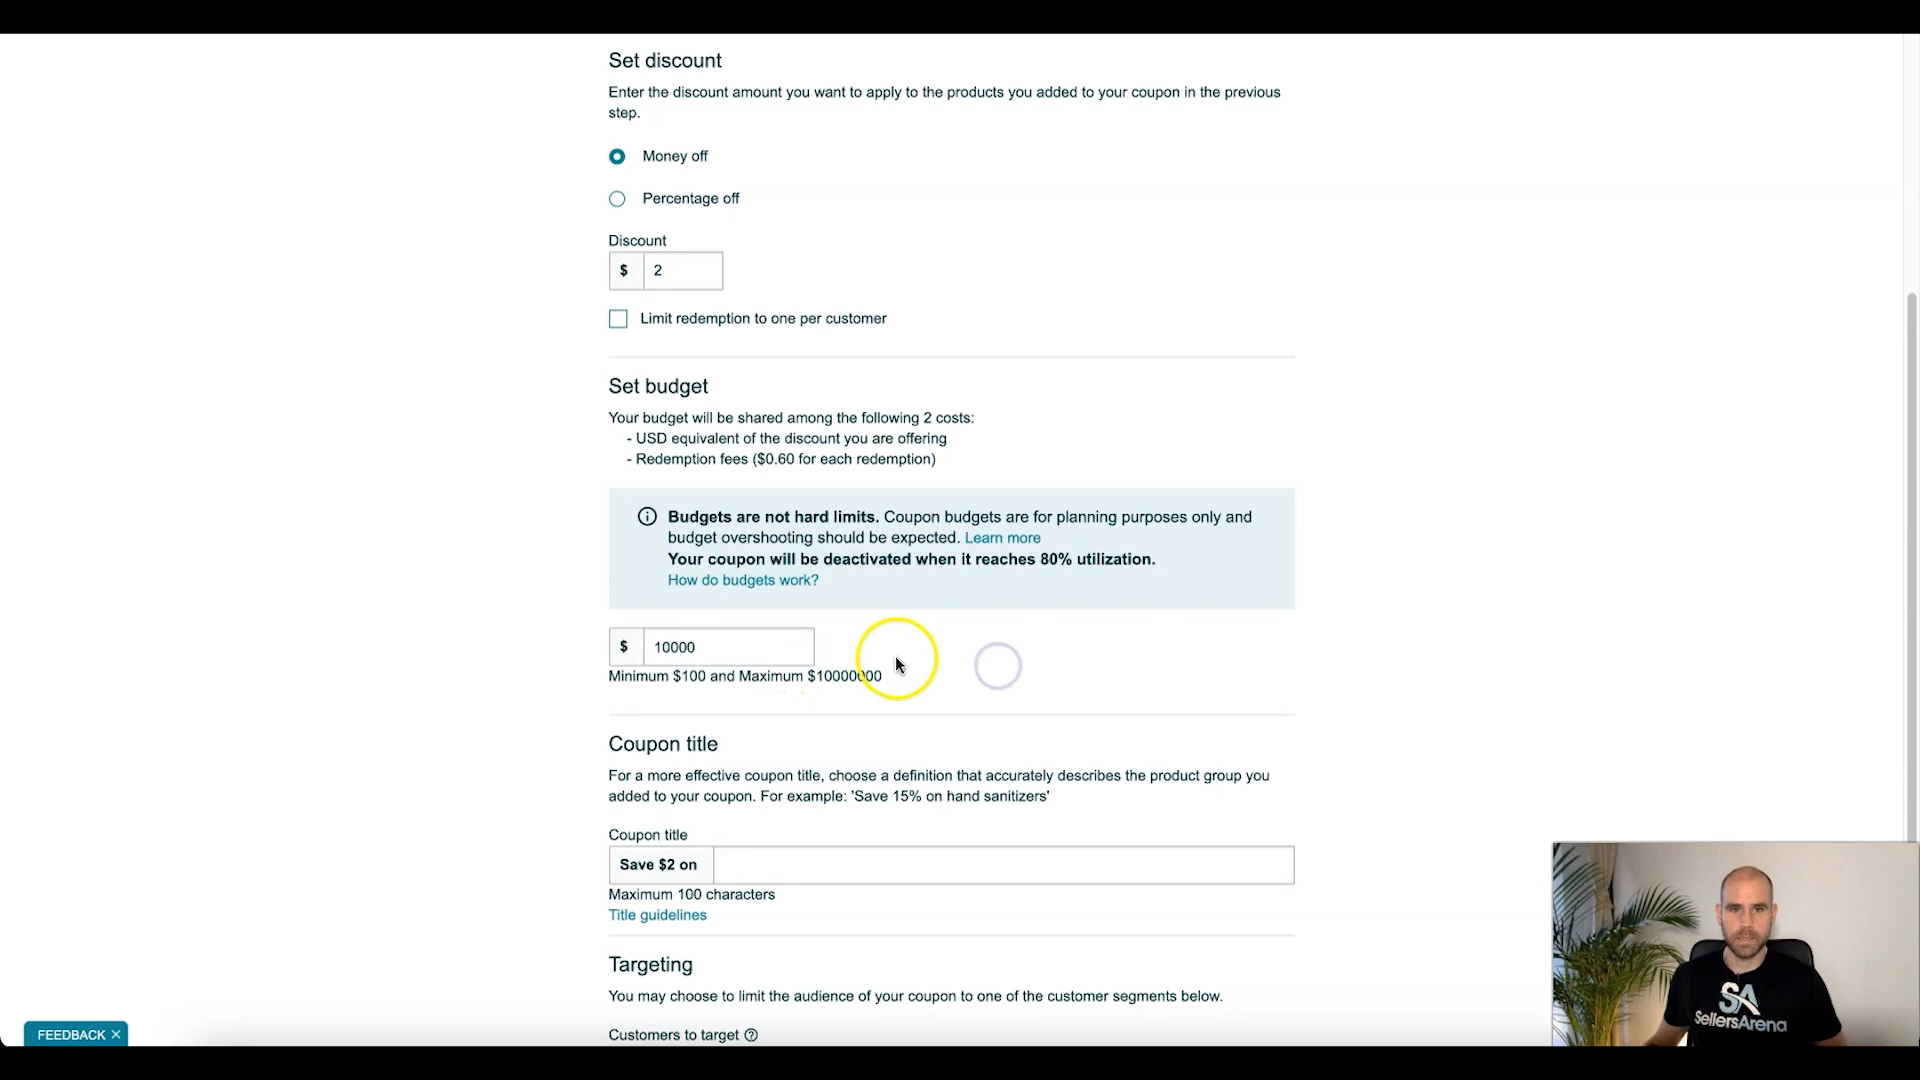 Set discount
Enter the discount amount you want to apply to the products you added to your coupon in the previous
step.
Money off
Percentage off
Discount
$ 2
Limit redemption to one per customer
Set budget
Your budget will be shared among the following 2 costs:
- USD equivalent of the discount you are offering
- Redemption fees ($0.60 for each redemption)
Budgets are not hard limits. Coupon budgets are for planning purposes only and
budget overshooting should be expected. Learn more
Your coupon will be deactivated when it reaches 80% utilization.
How do budgets work?
$ 10000
Minimum $100 and Maximum $10000000
Coupon title
For a more effective coupon title, choose a definition that accurately describes the product group you
added to your coupon. For example: 'Save 15% on hand sanitizers'
Coupon title
Save $2 on
Maximum 100 characters
Title guidelines
Targeting
You may choose to limit the audience of your coupon to one of the customer segments below.
Customers to target
FEEDBACK
SA
SellersArena